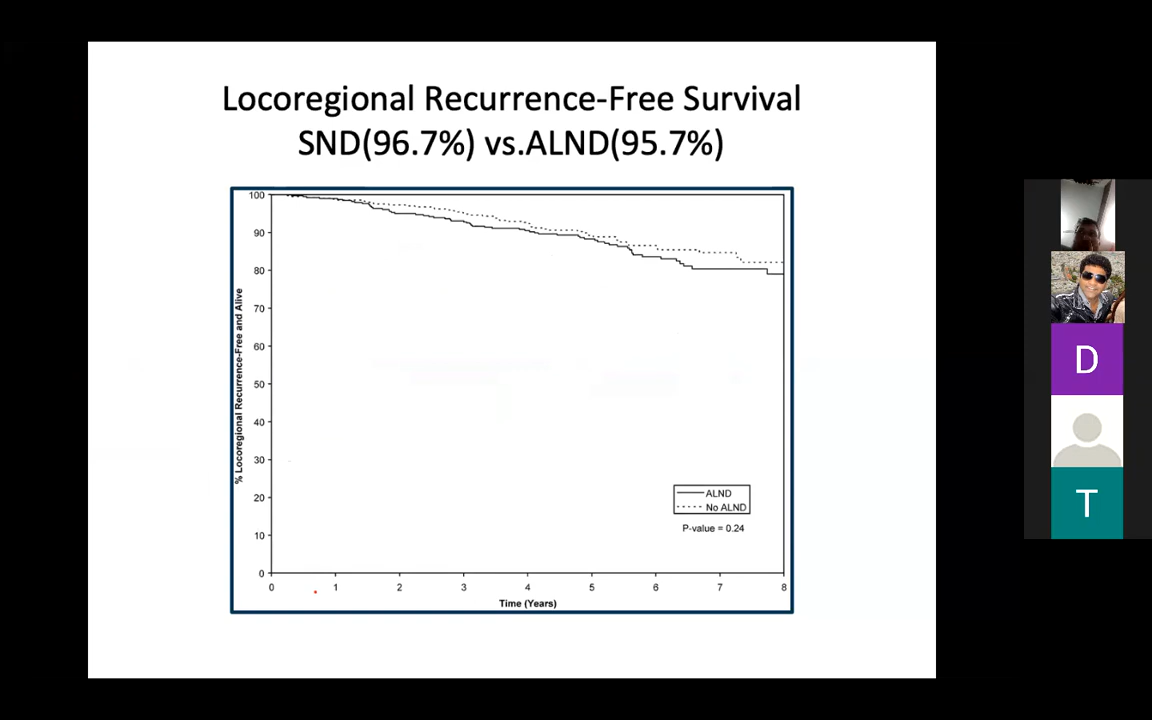 Locoregional Recurrence-Free Survival
SND(96.7%) vs.ALND(95.7%)
% Locoregional Recurrence-Free and Alive
100
90
80
70
60
50
40
30
20
10
0
0 1 2 3 4 5 6 7 8
Time (Years)
ALND
No ALND
P-value = 0.24
D
T